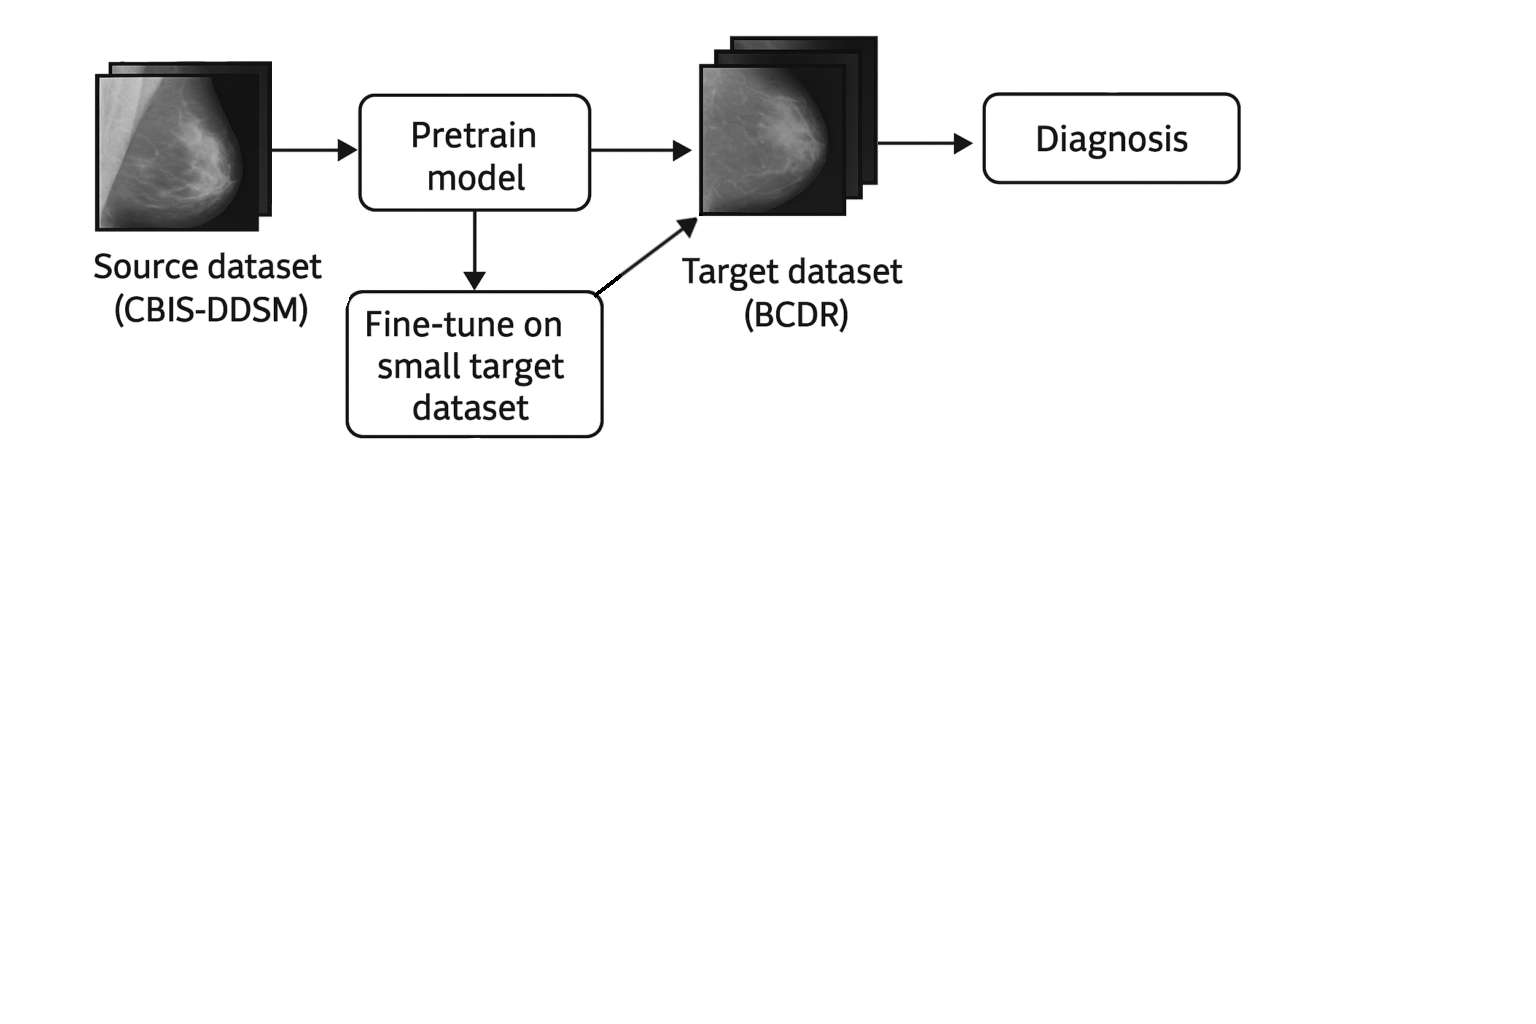 Source dataset
(CBIS-DDSM)
Pretrain
model
Fine-tune on
small target
dataset
Target dataset
(BCDR)
Diagnosis